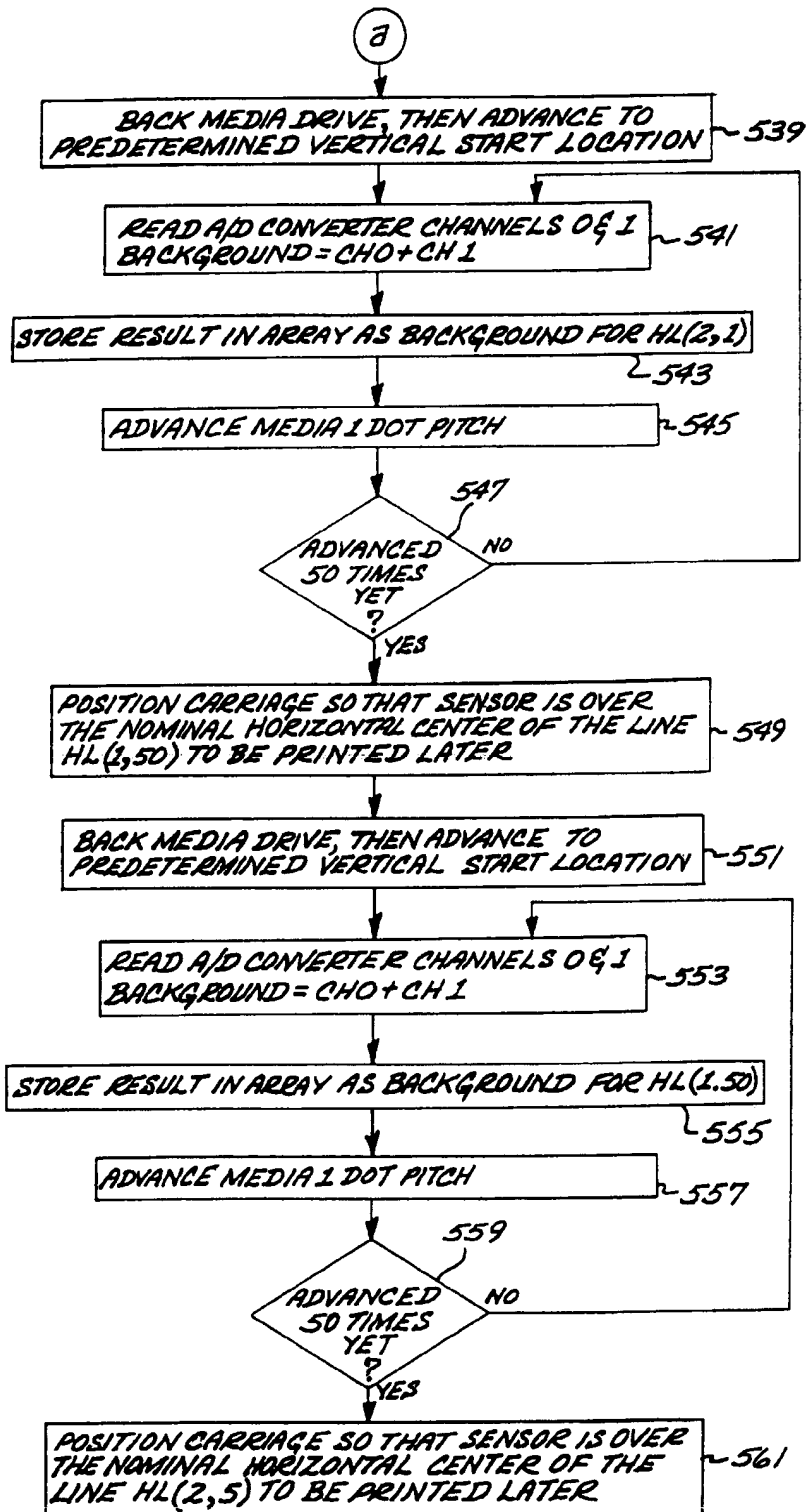 a
BACK MEDIA DRIVE, THEN ADVANCE TO
PREDETERMINED VERTICAL START LOCATION
539
READ A/D CONVERTER CHANNELS 0 & 1
BACKGROUND = CH0 + CH 1
541
STORE RESULT IN ARRAY AS BACKGROUND FOR HL(2,1)
543
ADVANCE MEDIA 1 DOT PITCH
545
547
ADVANCED
50 TIMES
YET
?
NO
YES
POSITION CARRIAGE SO THAT SENSOR IS OVER
THE NOMINAL HORIZONTAL CENTER OF THE LINE
HL(1,50) TO BE PRINTED LATER
549
BACK MEDIA DRIVE, THEN ADVANCE TO
PREDETERMINED VERTICAL START LOCATION
551
READ A/D CONVERTER CHANNELS 0 & 1
BACKGROUND = CH0 + CH 1
553
STORE RESULT IN ARRAY AS BACKGROUND FOR HL(1.50)
555
ADVANCE MEDIA 1 DOT PITCH
557
559
ADVANCED
50 TIMES
YET
?
NO
YES
POSITION CARRIAGE SO THAT SENSOR IS OVER
THE NOMINAL HORIZONTAL CENTER OF THE
LINE HL(2,5) TO BE PRINTED LATER
561